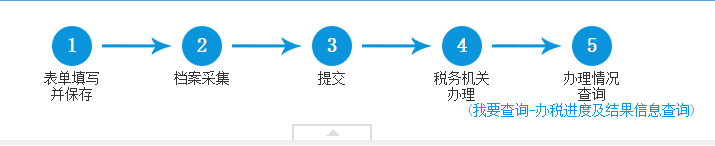 1 2 3 4 5
表单填写 档案采集 提交 税务机关 办理情况
并保存 办理 查询
(我要查询-办税进度及结果信息查询)